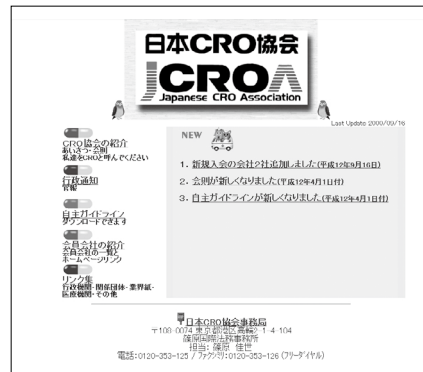 日本CRO協会
JCROA
Japanese CRO Association
Last Update 2000/09/16
CRO協会の紹介
あいさつ・会則
私達をCROと呼んでください
行政通知
情報
自主ガイドライン
ダウンロードできます
会員会社の紹介
会員会社の一覧と
ホームページリンク
リンク集
行政機関・関係団体・業界紙・
医療機関・その他
NEW
1. 新規入会の会社2社追加しました(平成12年9月16日)
2. 会則が新しくなりました(平成12年4月1日付)
3. 自主ガイドラインが新しくなりました(平成12年4月1日付)
日本CRO協会事務局
〒108-0074 東京都港区高輪2-1-4-104
篠原国際法務事務所
担当: 篠原 佳世
電話:0120-353-125 / ファクシミリ:0120-353-126 (フリーダイヤル)